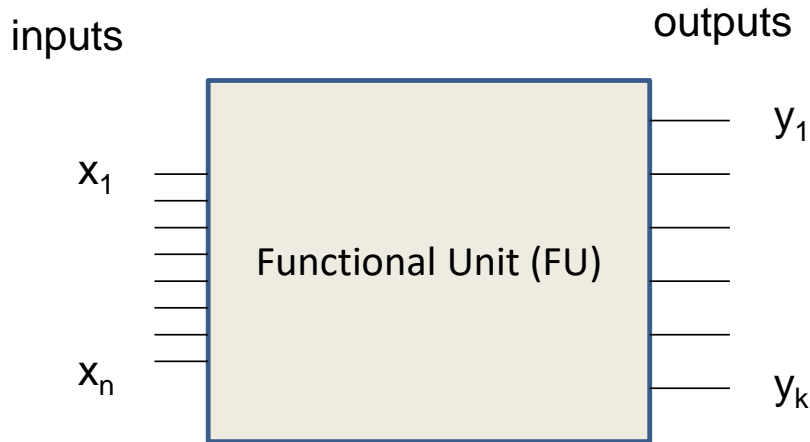 inputs
outputs
x₁
xₙ
Functional Unit (FU)
y₁
yₖ